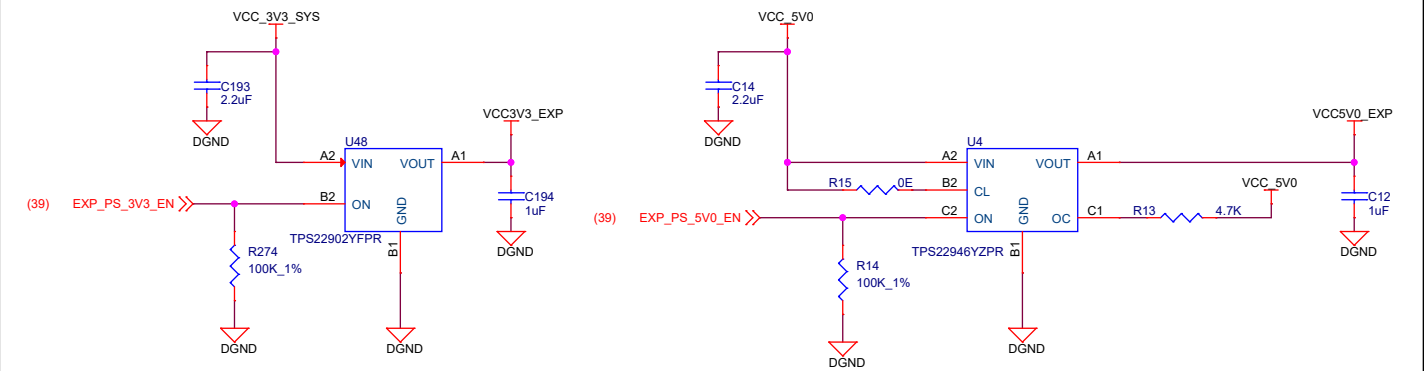 VCC_3V3_SYS
C193
2.2uF
DGND
VCC3V3_EXP
U48
A2
VIN
VOUT
A1
B2
ON
GND
B1
TPS22902YFPR
C194
1uF
DGND
(39)
EXP_PS_3V3_EN
R274
100K_1%
DGND
DGND
VCC_5V0
C14
2.2uF
DGND
VCC5V0_EXP
U4
A2
VIN
VOUT
A1
R15
0E
B2
CL
VCC_5V0
(39)
EXP_PS_5V0_EN
C2
ON
GND
OC
C1
R13
4.7K
C12
1uF
DGND
TPS22946YZPR
B1
R14
100K_1%
DGND
DGND